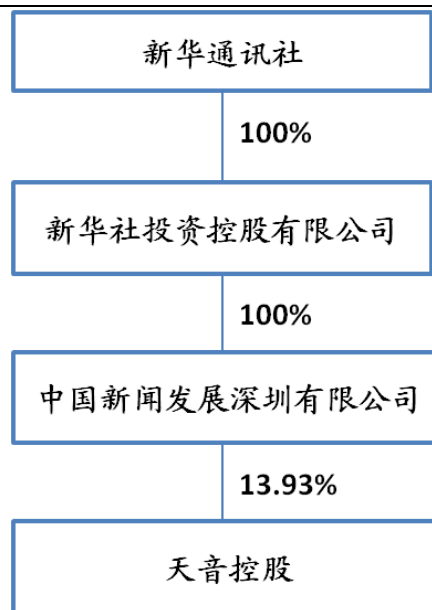 新华通讯社
100%
新华社投资控股有限公司
100%
中国新闻发展深圳有限公司
13.93%
天音控股